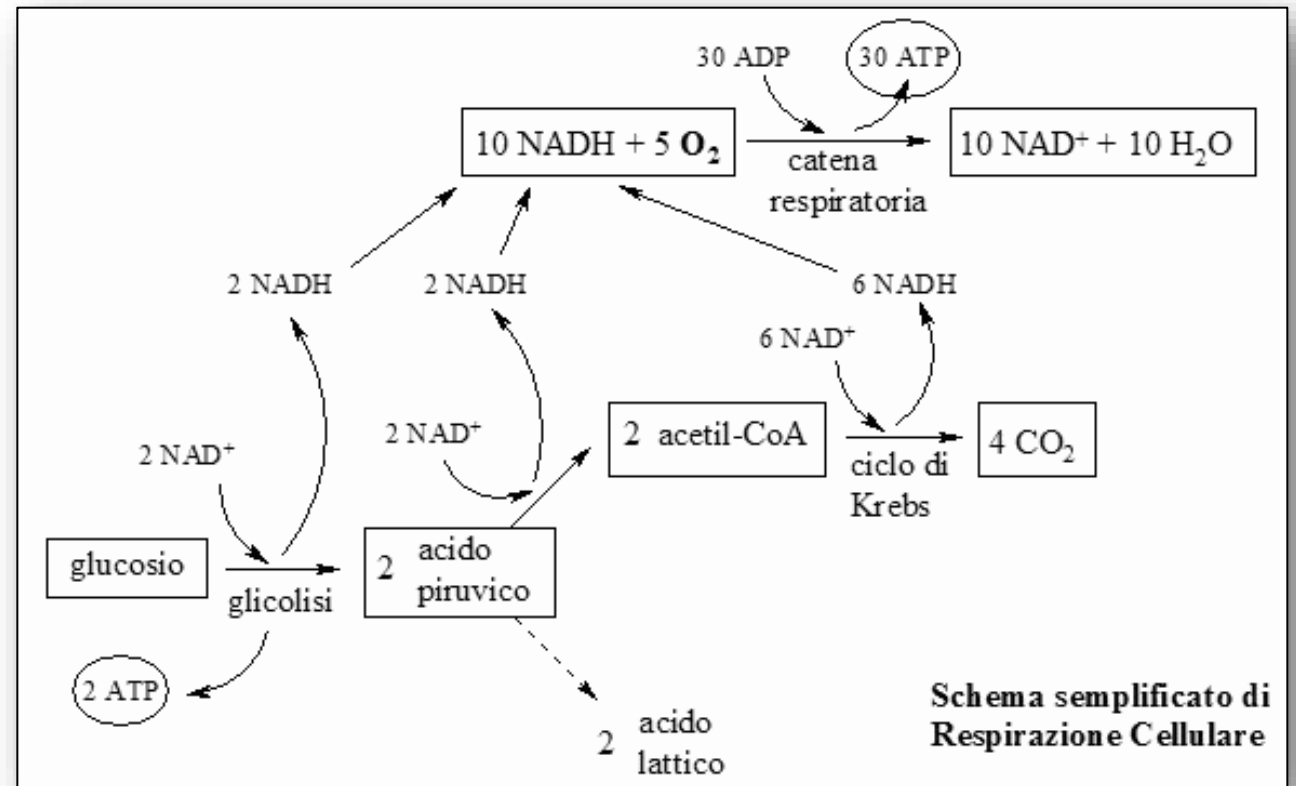 30 ADP
30 ATP
10 NADH + 5 O₂
catena
respiratoria
10 NAD⁺ + 10 H₂O
2 NADH
2 NADH
6 NADH
6 NAD⁺
2 NAD⁺
2 NAD⁺
2 acetil-CoA
ciclo di
Krebs
4 CO₂
glucosio
glicolisi
2 acido
piruvico
2 ATP
2 acido
lattico
Schema semplificato di
Respirazione Cellulare